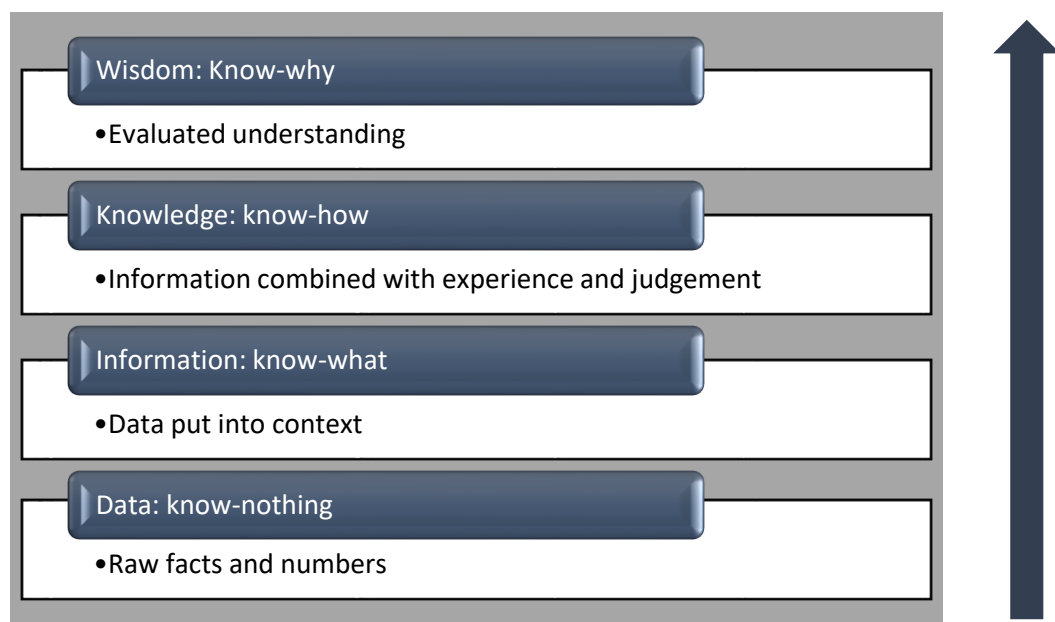 Wisdom: Know-why
•Evaluated understanding
Knowledge: know-how
•Information combined with experience and judgement
Information: know-what
•Data put into context
Data: know-nothing
•Raw facts and numbers